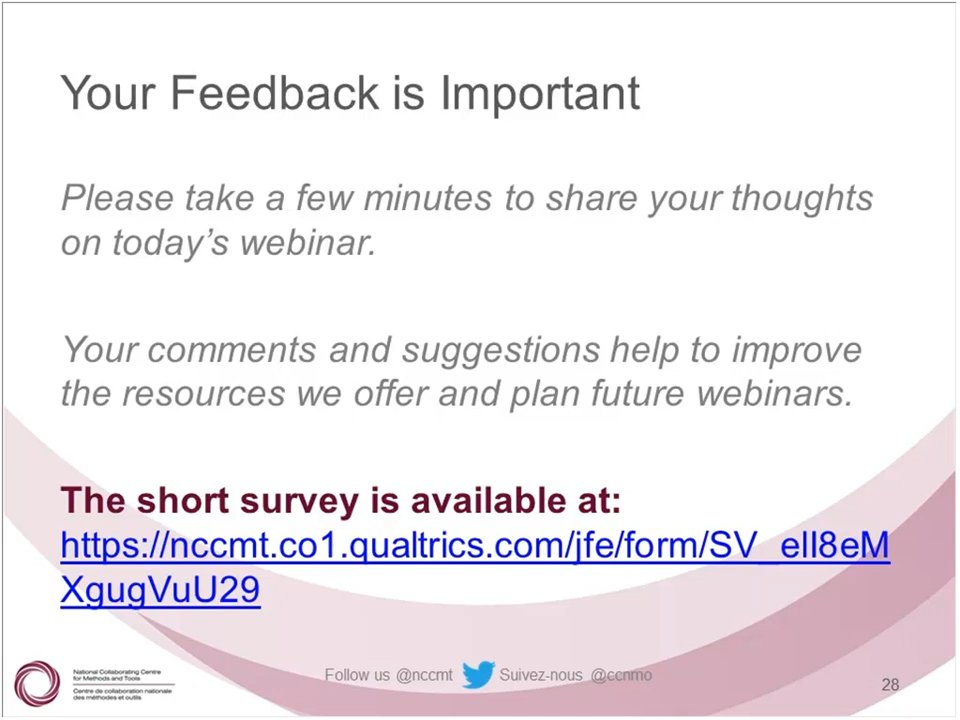 Your Feedback is Important
Please take a few minutes to share your thoughts
on today's webinar.
Your comments and suggestions help to improve
the resources we offer and plan future webinars.
The short survey is available at:
https://nccmt.co1.qualtrics.com/jfe/form/SV_elI8eM
XgugVuU29
National Collaborating Centre
for Methods and Tools
Centre de collaboration nationale
des méthodes et outils
Follow us @nccmt Suivez-nous @ccnmo
28